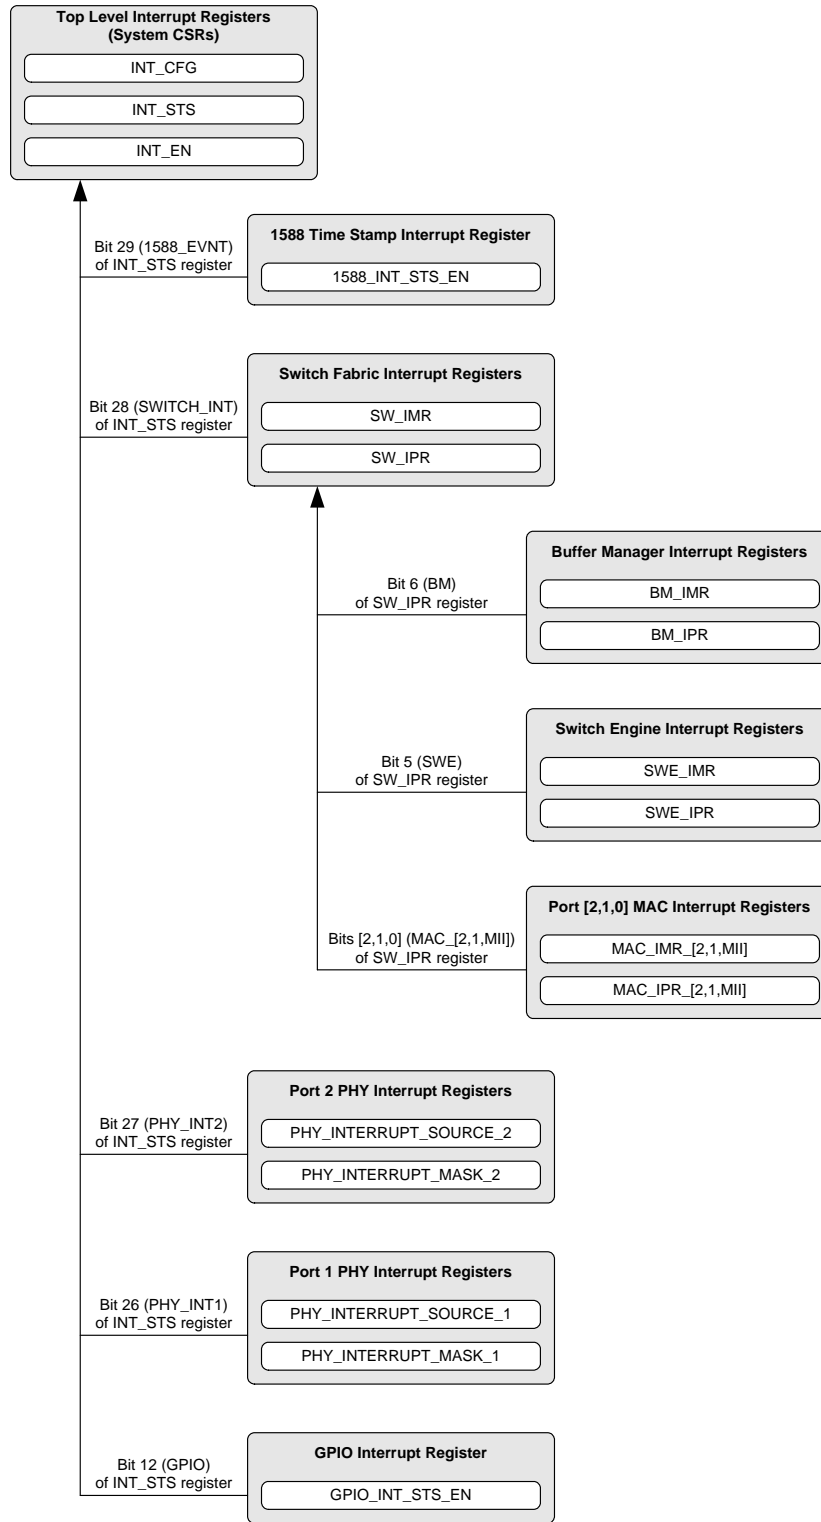 Top Level Interrupt Registers
(System CSRs)
INT_CFG
INT_STS
INT_EN
Bit 29 (1588_EVNT)
of INT_STS register
1588 Time Stamp Interrupt Register
1588_INT_STS_EN
Bit 28 (SWITCH_INT)
of INT_STS register
Switch Fabric Interrupt Registers
SW_IMR
SW_IPR
Bit 6 (BM)
of SW_IPR register
Buffer Manager Interrupt Registers
BM_IMR
BM_IPR
Bit 5 (SWE)
of SW_IPR register
Switch Engine Interrupt Registers
SWE_IMR
SWE_IPR
Bits [2,1,0] (MAC_[2,1,MII])
of SW_IPR register
Port [2,1,0] MAC Interrupt Registers
MAC_IMR_[2,1,MII]
MAC_IPR_[2,1,MII]
Bit 27 (PHY_INT2)
of INT_STS register
Port 2 PHY Interrupt Registers
PHY_INTERRUPT_SOURCE_2
PHY_INTERRUPT_MASK_2
Bit 26 (PHY_INT1)
of INT_STS register
Port 1 PHY Interrupt Registers
PHY_INTERRUPT_SOURCE_1
PHY_INTERRUPT_MASK_1
Bit 12 (GPIO)
of INT_STS register
GPIO Interrupt Register
GPIO_INT_STS_EN